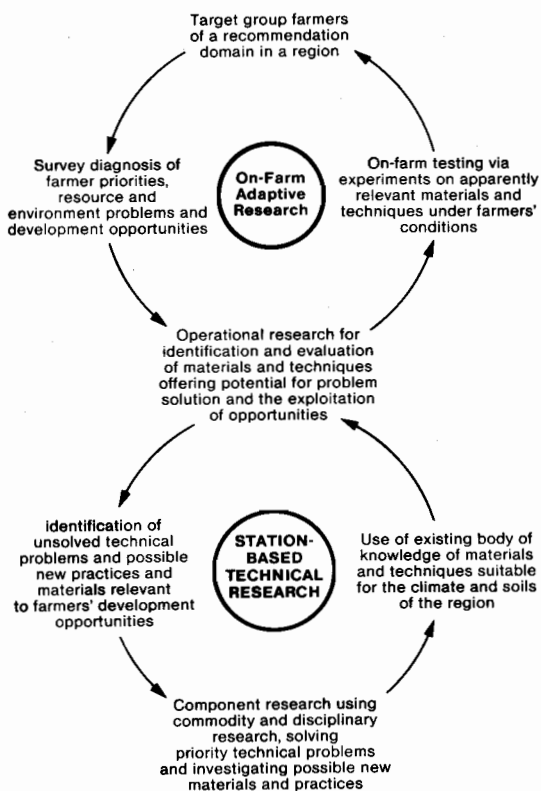 Target group farmers
of a recommendation
domain in a region
Survey diagnosis of
farmer priorities,
resource and
environment problems and
development opportunities
On-Farm
Adaptive
Research
On-farm testing via
experiments on apparently
relevant materials and
techniques under farmers'
conditions
Operational research for
identification and evaluation
of materials and techniques
offering potential for problem
solution and the exploitation
of opportunities
identification of
unsolved technical
problems and possible
new practices and
materials relevant
to farmers' development
opportunities
STATION-
BASED
TECHNICAL
RESEARCH
Use of existing body of
knowledge of materials
and techniques suitable
for the climate and soils
of the region
Component research using
commodity and disciplinary
research, solving
priority technical problems
and investigating possible new
materials and practices